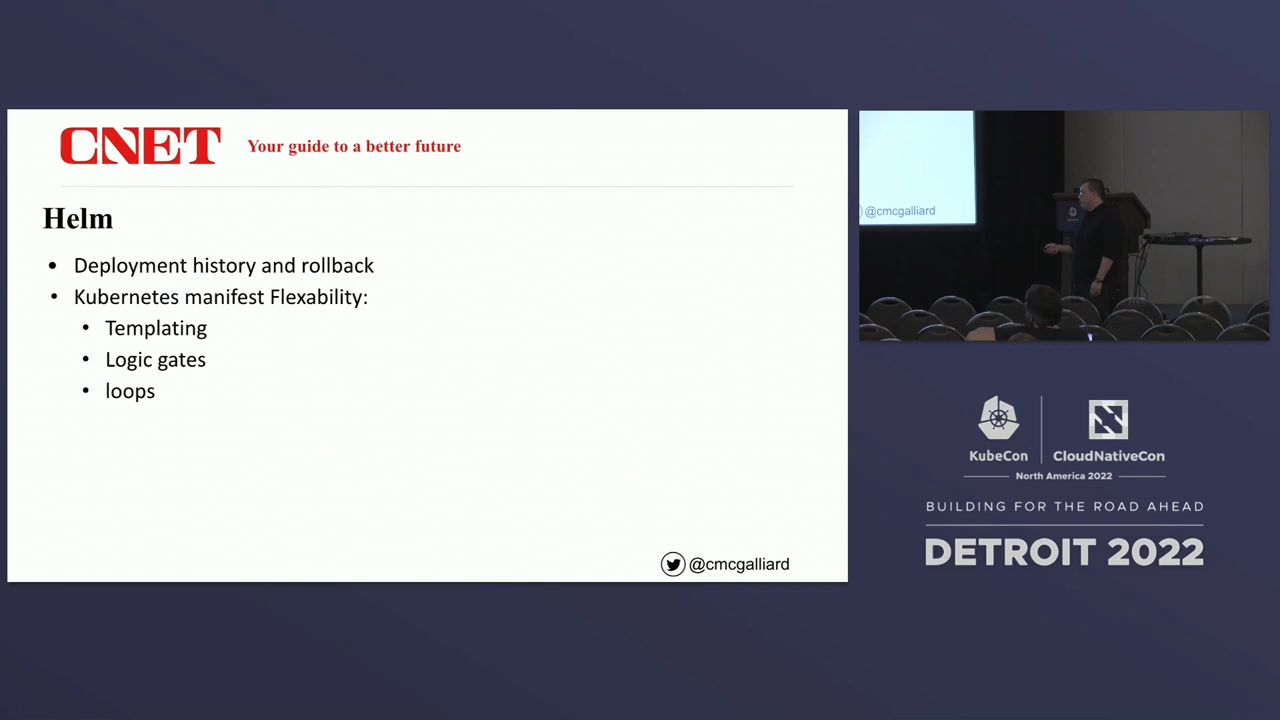 CNET
Your guide to a better future
Helm
• Deployment history and rollback
• Kubernetes manifest Flexability:
• Templating
• Logic gates
• loops
@cmcgalliard
@cmcgalliard
KubeCon
CloudNativeCon
North America 2022
BUILDING FOR THE ROAD AHEAD
DETROIT 2022